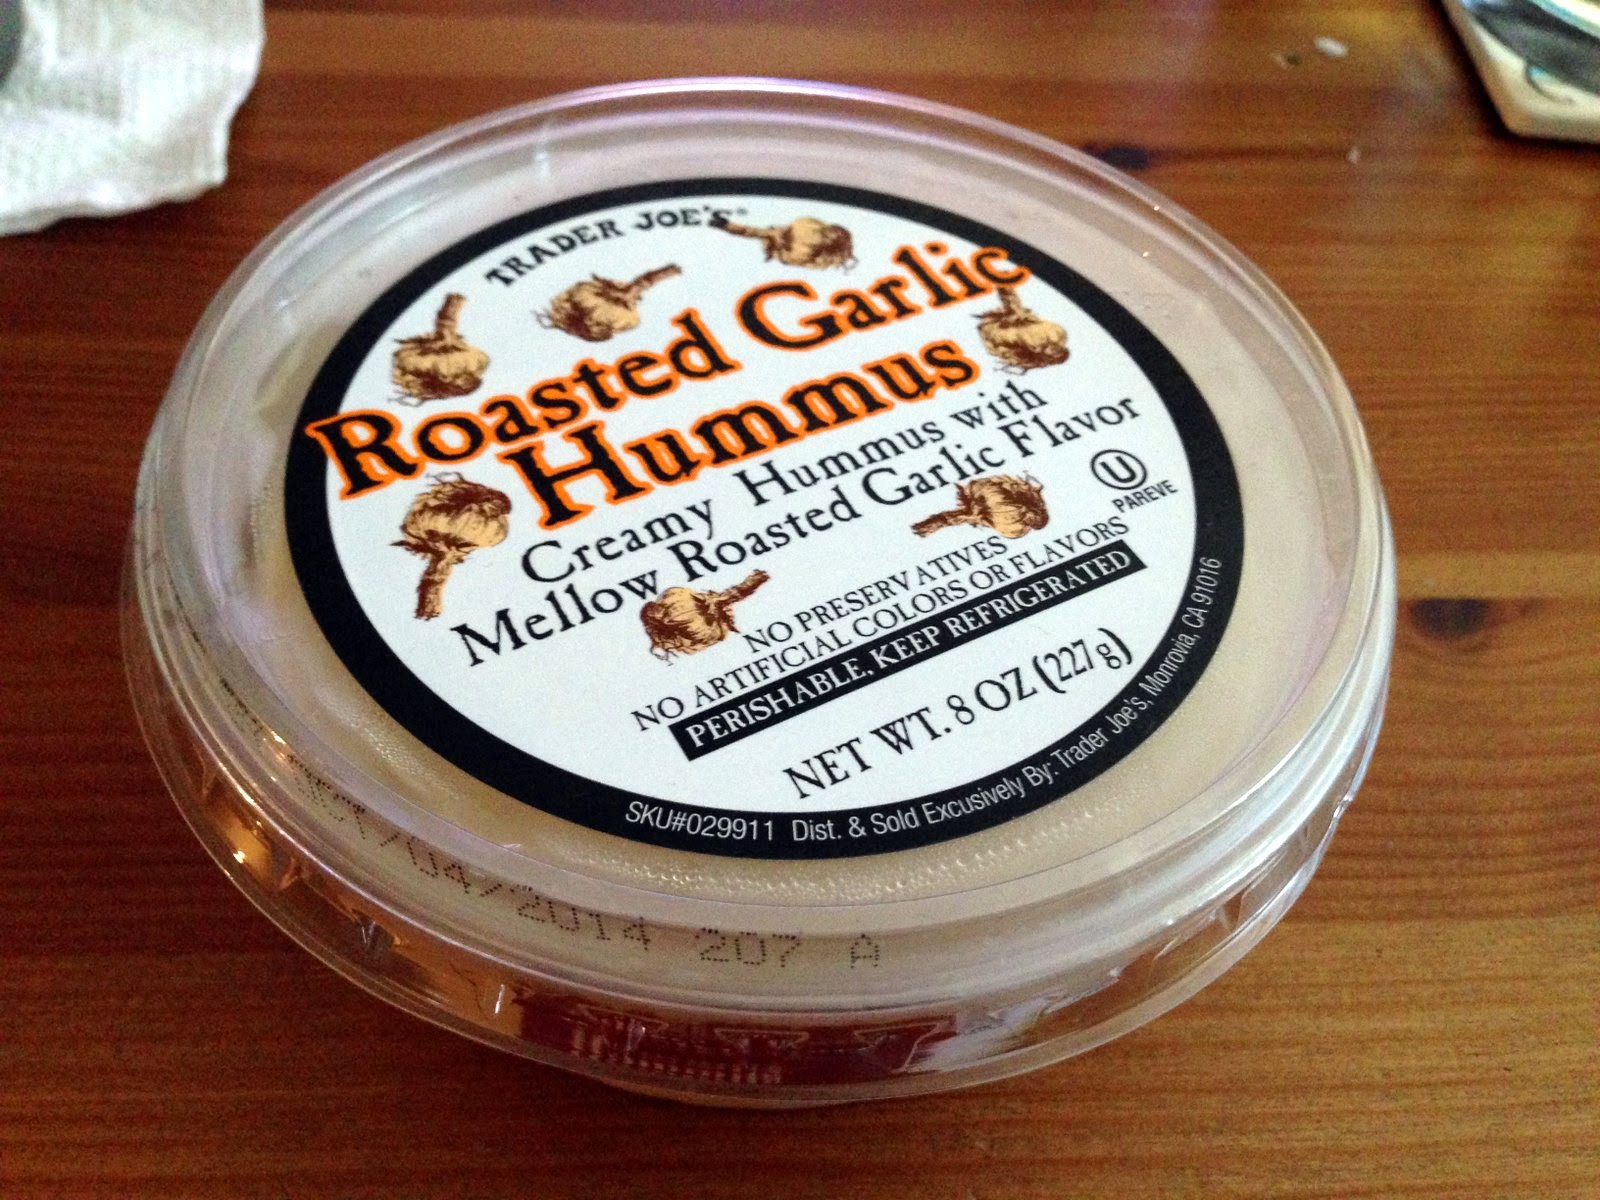 TRADER JOE'S
Roasted Garlic
Hummus
Creamy Hummus with
Mellow Roasted Garlic Flavor
U
PAREVE
NO PRESERVATIVES
NO ARTIFICIAL COLORS OR FLAVORS
PERISHABLE, KEEP REFRIGERATED
NET WT. 8 OZ (227g)
SKU#029911 Dist. & Sold Excusively By: Trader Joe's, Monrovia, CA 91016
/04/2014 207 A